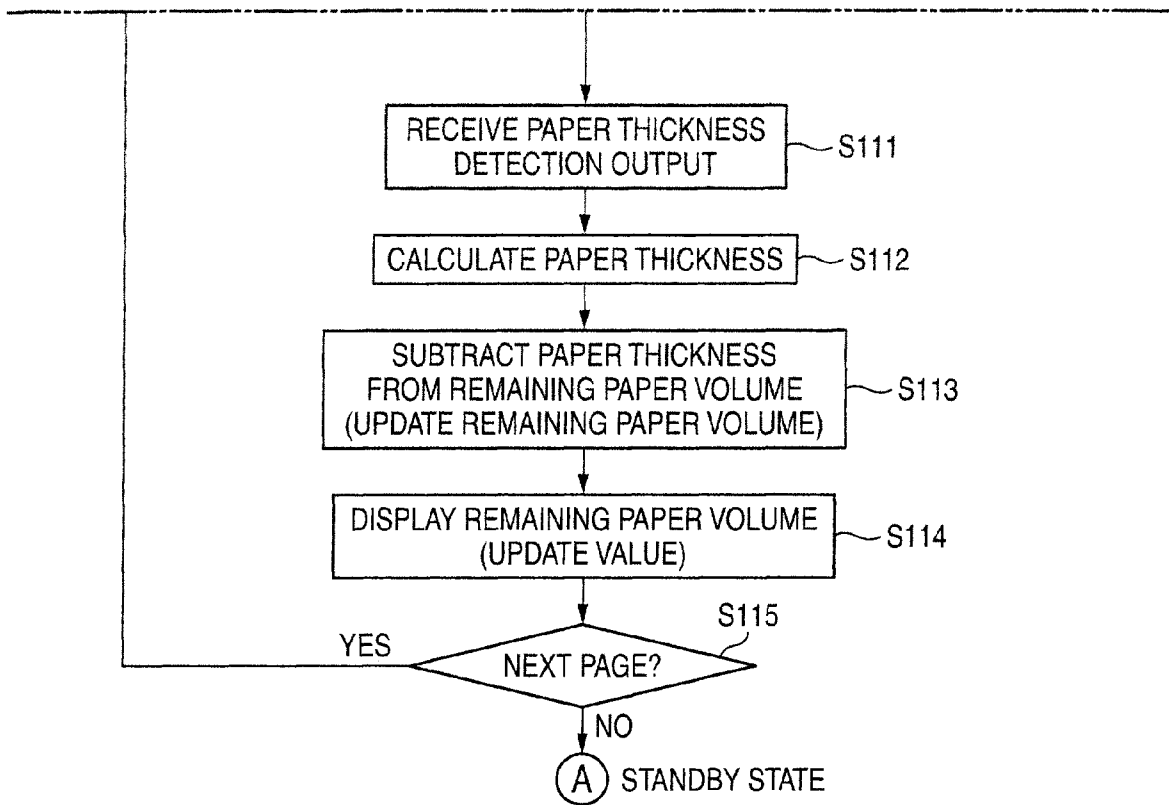 RECEIVE PAPER THICKNESS
DETECTION OUTPUT
S111
CALCULATE PAPER THICKNESS
S112
SUBTRACT PAPER THICKNESS
FROM REMAINING PAPER VOLUME
(UPDATE REMAINING PAPER VOLUME)
S113
DISPLAY REMAINING PAPER VOLUME
(UPDATE VALUE)
S114
S115
YES
NEXT PAGE?
NO
A STANDBY STATE